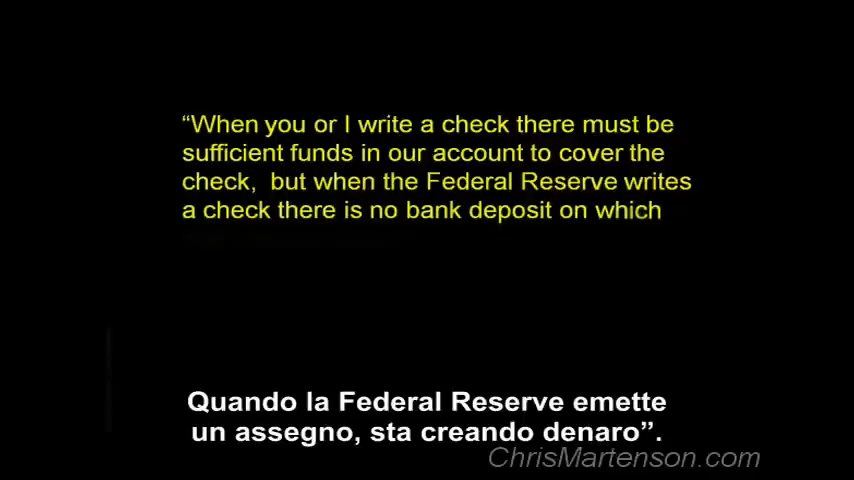 “When you or I write a check there must be
sufficient funds in our account to cover the
check,  but when the Federal Reserve writes
a check there is no bank deposit on which
Quando la Federal Reserve emette
un assegno, sta creando denaro”.
ChrisMartenson.com